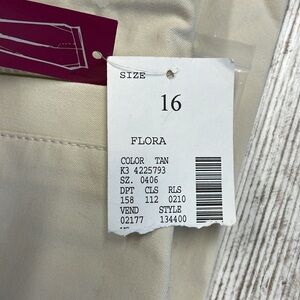 SIZE
16
FLORA
COLOR TAN
K3 4225793
SZ. 0406
DPT CLS RLS
158 112 0210
VEND STYLE
02177 134400